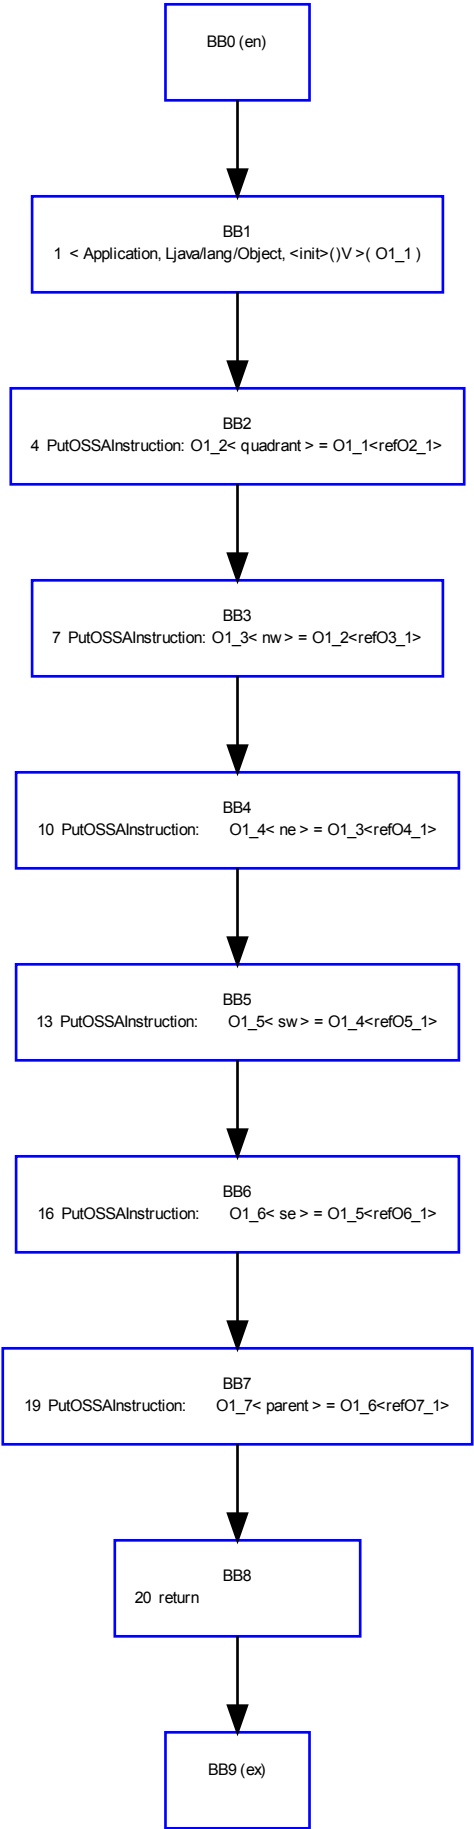 BB0 (en)
BB1
1 < Application, Ljava/lang/Object, <init>()V >( O1_1 )
BB2
4 PutOSSAInstruction: O1_2< quadrant > = O1_1<refO2_1>
BB3
7 PutOSSAInstruction: O1_3< nw > = O1_2<refO3_1>
BB4
10 PutOSSAInstruction: O1_4< ne > = O1_3<refO4_1>
BB5
13 PutOSSAInstruction: O1_5< sw > = O1_4<refO5_1>
BB6
16 PutOSSAInstruction: O1_6< se > = O1_5<refO6_1>
BB7
19 PutOSSAInstruction: O1_7< parent > = O1_6<refO7_1>
BB8
20 return
BB9 (ex)